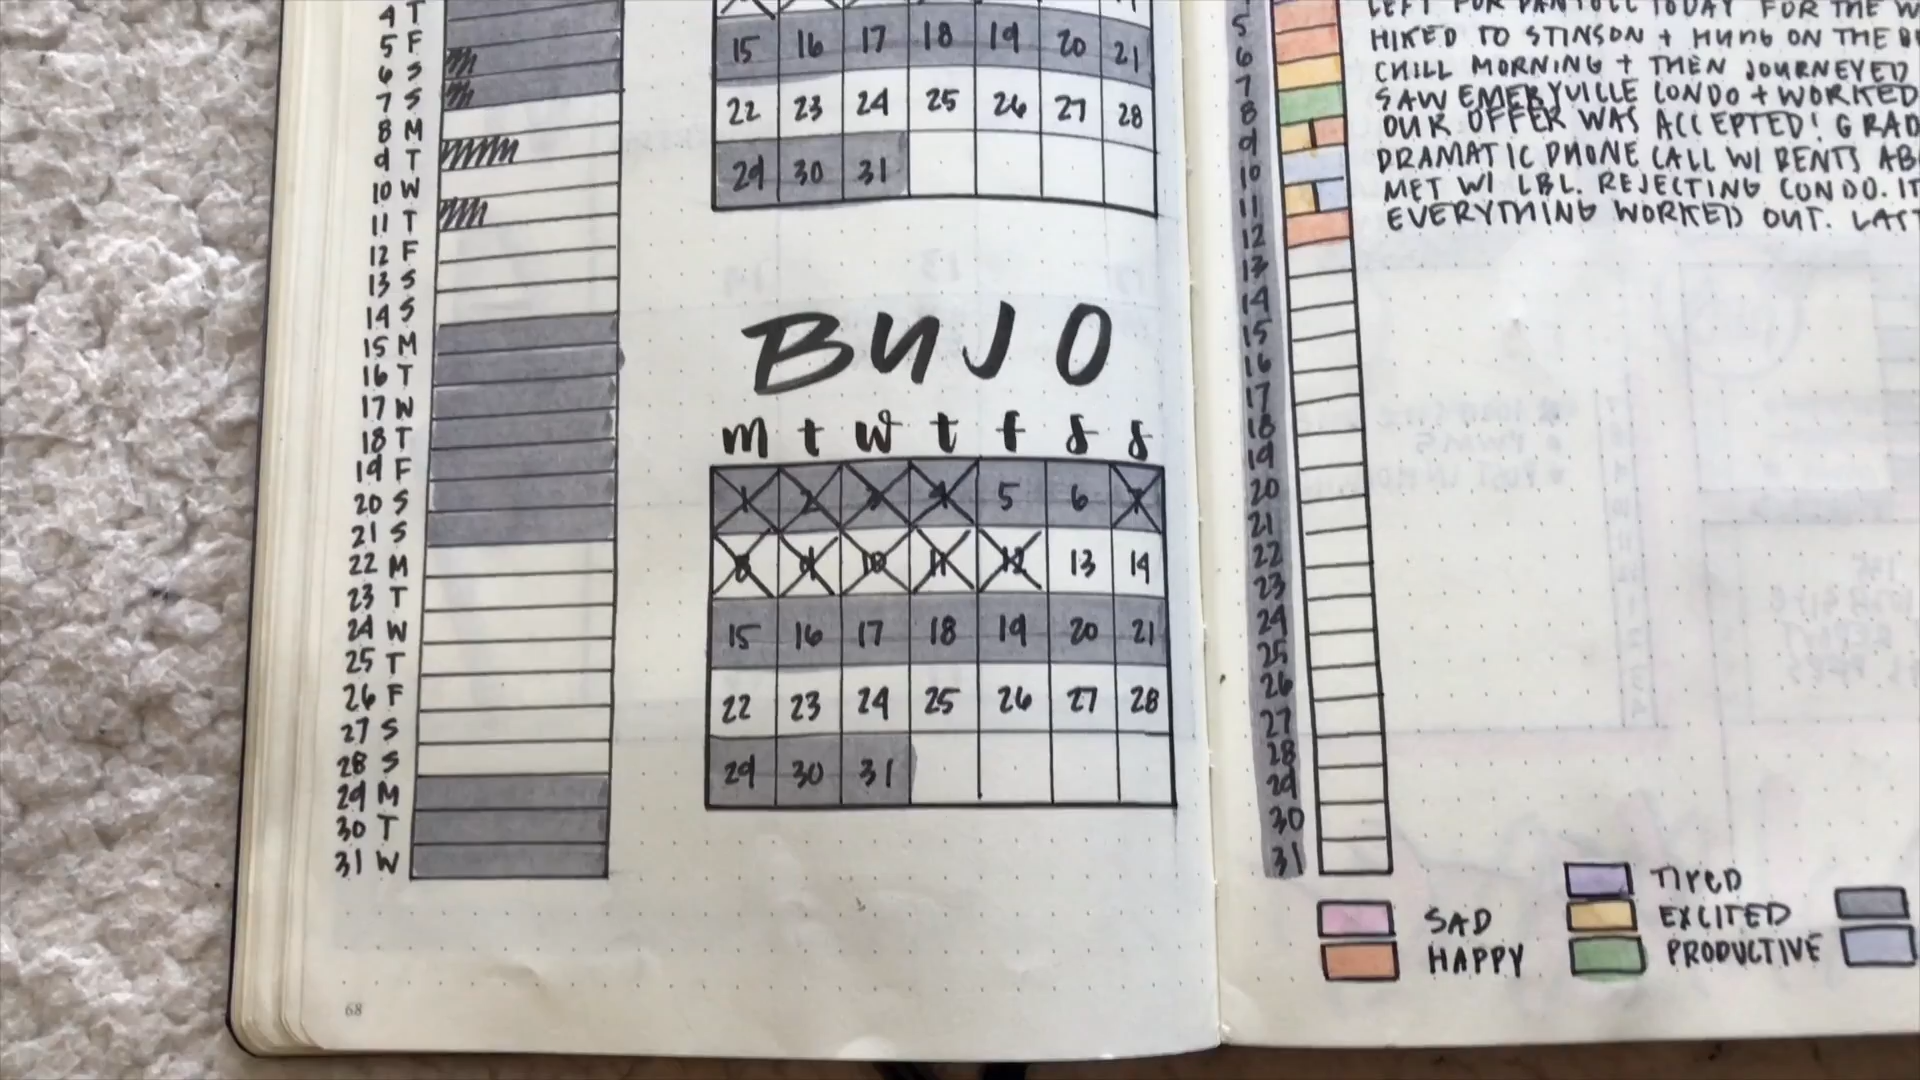 4 T
5 F
6 S
7 S
8 M
9 T
10 W
11 T
12 F
13 S
14 S
15 M
16 T
17 W
18 T
19 F
20 S
21 S
22 M
23 T
24 W
25 T
26 F
27 S
28 S
29 M
30 T
31 W
15 16 17 18 19 20 21
22 23 24 25 26 27 28
29 30 31
BUJO
m t w t f s s
1 2 3 4 5 6 7
8 9 10 11 12 13 14
15 16 17 18 19 20 21
22 23 24 25 26 27 28
29 30 31
68
LEFT FOR PANTOLL TODAY FOR THE
5 HIKED TO STINSON + HUNG ON THE
6 CHILL MORNING + THEN JOURNEYED
7 SAW EMERYVILLE CONDO + WORKED
8 OUR OFFER WAS ACCEPTED!
9 DRAMATIC PHONE CALL W/ RENTS
10 MET W/ LBL. REJECTING CONDO.
11 EVERYTHING WORKED OUT.
12
13
14
15
16
17
18
19
20
21
22
23
24
25
26
27
28
29
30
31
TIRED
SAD EXCITED
HAPPY PRODUCTIVE